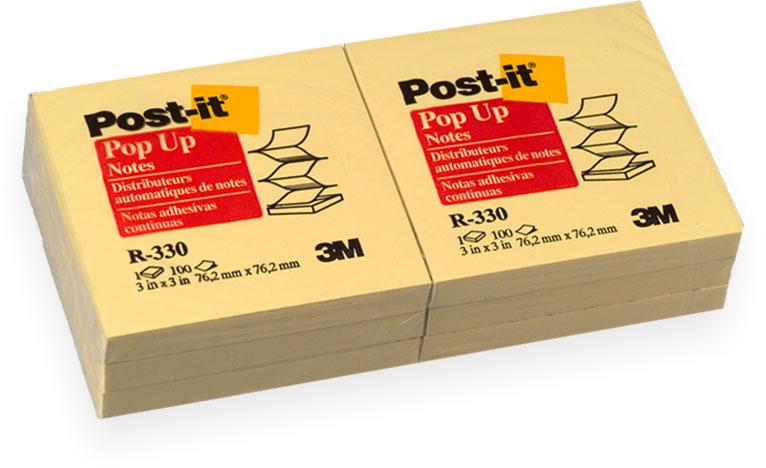 Post-it®
Pop Up
Notes
Distributeurs
automatiques de notes
Notas adhesivas
continuas
R-330
3M
1 100
3 in x 3 in 76,2 mm x 76,2 mm
Post-it®
Pop Up
Notes
Distributeurs
automatiques de notes
Notas adhesivas
continuas
R-330
3M
1 100
3 in x 3 in 76,2 mm x 76,2 mm